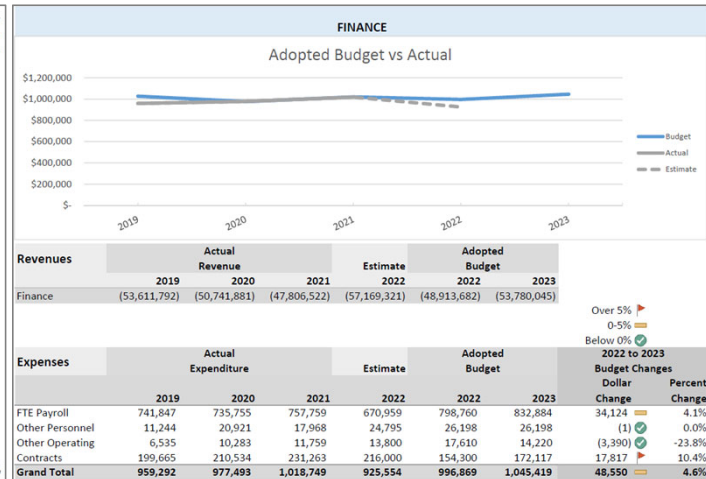 FINANCE
Adopted Budget vs Actual
$1,200,000
$1,000,000
$800,000
$600,000
$400,000
$200,000
$-
2019 2020 2021 2022 2023
Budget
Actual
Estimate
Revenues Actual Revenue Estimate Adopted Budget
2019 2020 2021 2022 2022 2023
Finance (53,611,792) (50,741,881) (47,806,522) (57,169,321) (48,913,682) (53,780,045)
Over 5%
0-5%
Below 0%
Expenses Actual Expenditure Estimate Adopted Budget 2022 to 2023 Budget Changes
Dollar Percent
2019 2020 2021 2022 2022 2023 Change Change
FTE Payroll 741,847 735,755 757,759 670,959 798,760 832,884 34,124 4.1%
Other Personnel 11,244 20,921 17,968 24,795 26,198 26,198 (1) 0.0%
Other Operating 6,535 10,283 11,759 13,800 17,610 14,220 (3,390) -23.8%
Contracts 199,665 210,534 231,263 216,000 154,300 172,117 17,817 10.4%
Grand Total 959,292 977,493 1,018,749 925,554 996,869 1,045,419 48,550 4.6%